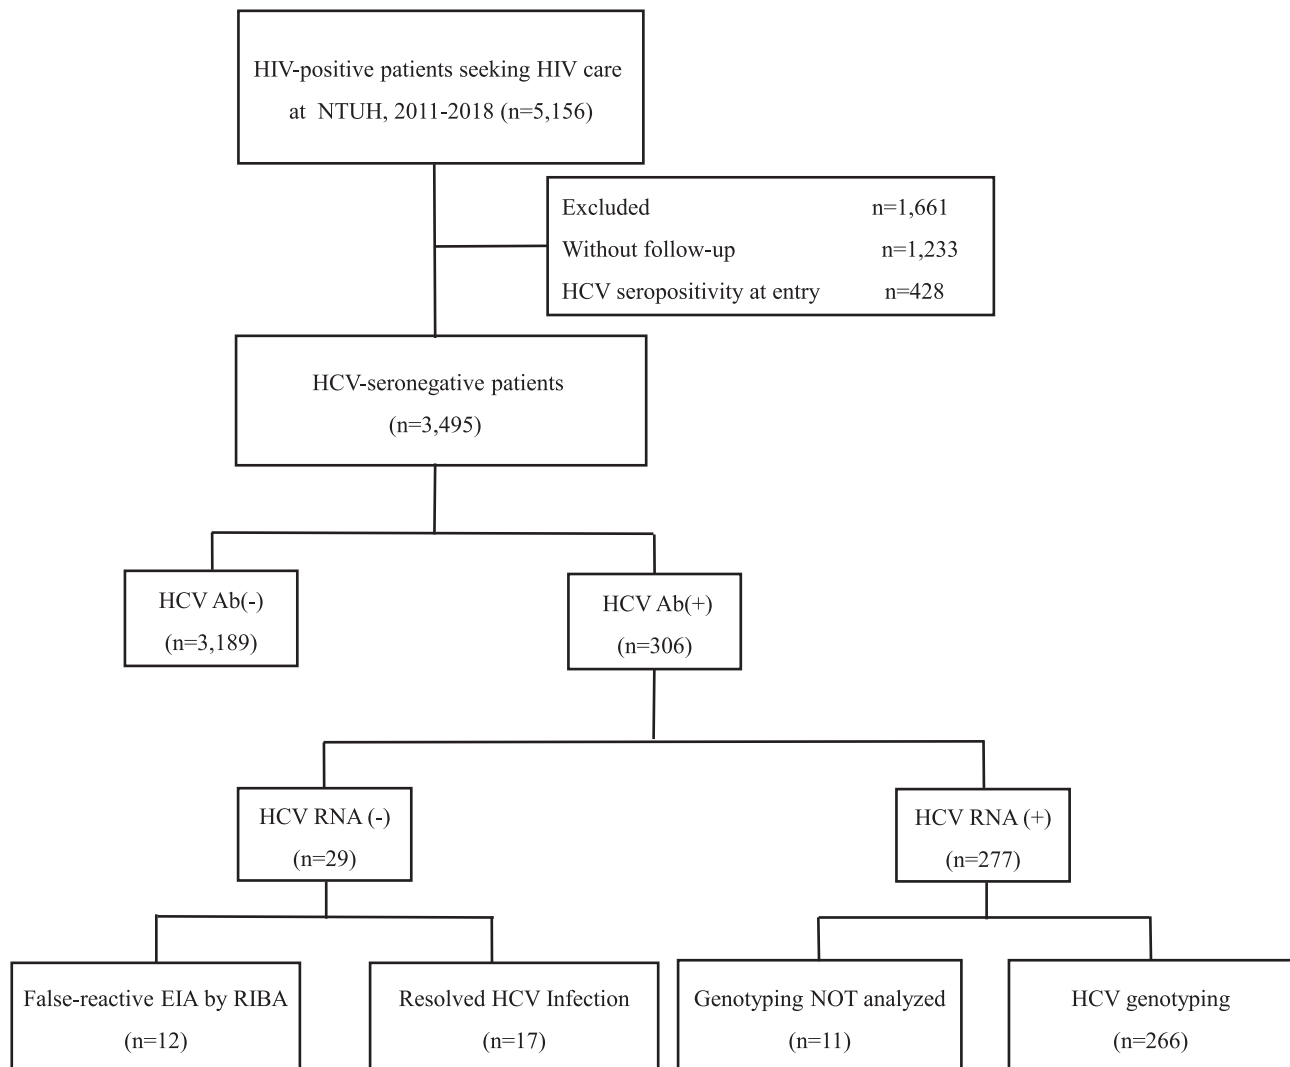 HIV-positive patients seeking HIV care
at NTUH, 2011-2018 (n=5,156)
Excluded n=1,661
Without follow-up n=1,233
HCV seropositivity at entry n=428
HCV-seronegative patients
(n=3,495)
HCV Ab(-)
(n=3,189)
HCV Ab(+)
(n=306)
HCV RNA (-)
(n=29)
HCV RNA (+)
(n=277)
False-reactive EIA by RIBA
(n=12)
Resolved HCV Infection
(n=17)
Genotyping NOT analyzed
(n=11)
HCV genotyping
(n=266)